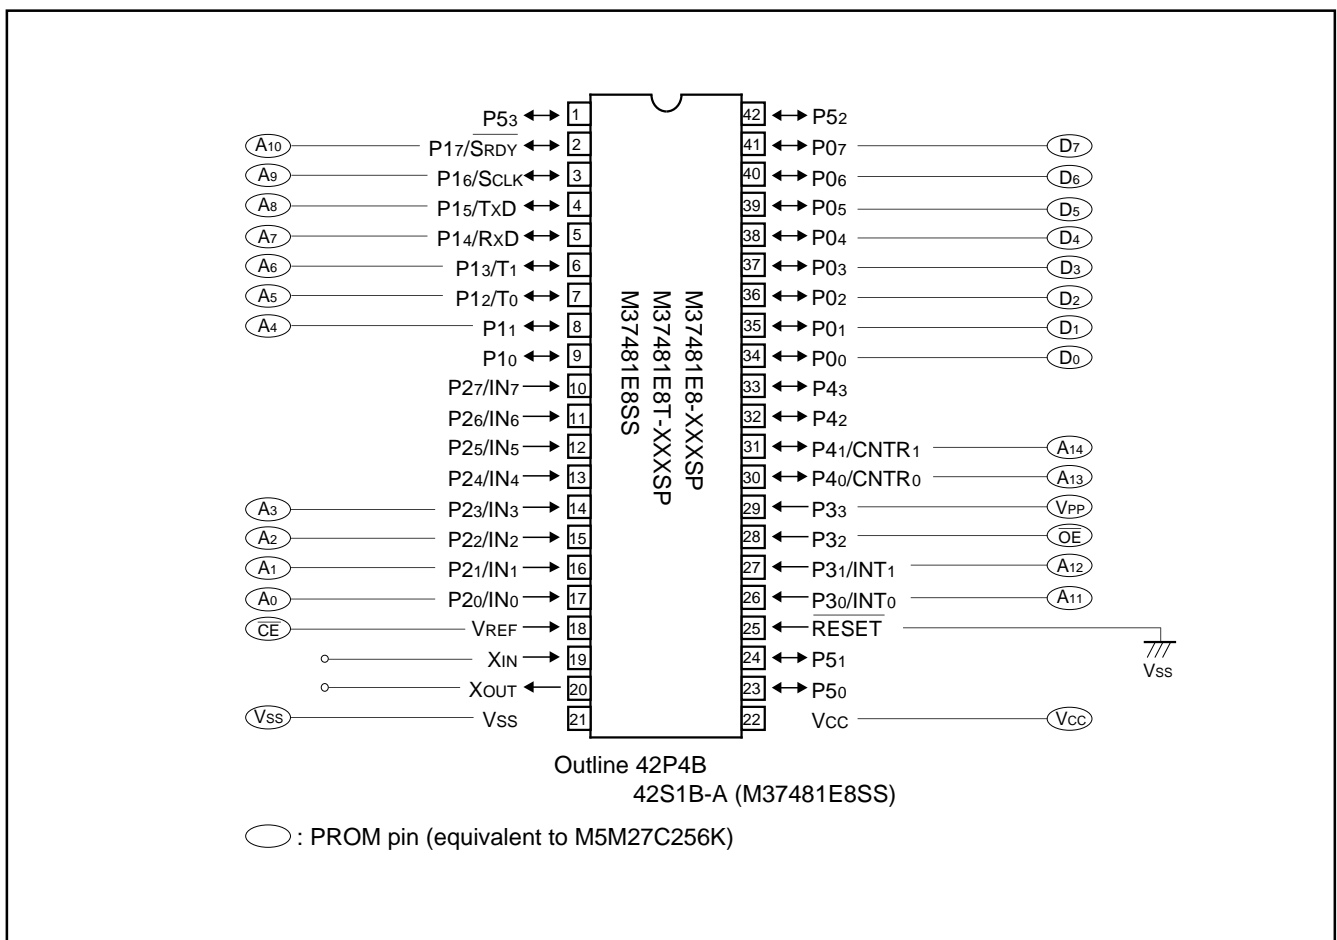 P53 1 42 P52
A10 P17/SRDY 2 41 P07 D7
A9 P16/SCLK 3 40 P06 D6
A8 P15/TxD 4 39 P05 D5
A7 P14/RxD 5 38 P04 D4
A6 P13/T1 6 37 P03 D3
A5 P12/T0 7 36 P02 D2
A4 P11 8 35 P01 D1
P10 9 34 P00 D0
P27/IN7 10 33 P43
P26/IN6 11 32 P42
P25/IN5 12 31 P41/CNTR1 A14
P24/IN4 13 30 P40/CNTR0 A13
A3 P23/IN3 14 29 P33 VPP
A2 P22/IN2 15 28 P32 OE
A1 P21/IN1 16 27 P31/INT1 A12
A0 P20/IN0 17 26 P30/INT0 A11
CE VREF 18 25 RESET
XIN 19 24 P51 VSS
XOUT 20 23 P50
VSS VSS 21 22 VCC VCC
M37481E8-XXXSP
M37481E8T-XXXSP
M37481E8SS
Outline 42P4B
42S1B-A (M37481E8SS)
: PROM pin (equivalent to M5M27C256K)